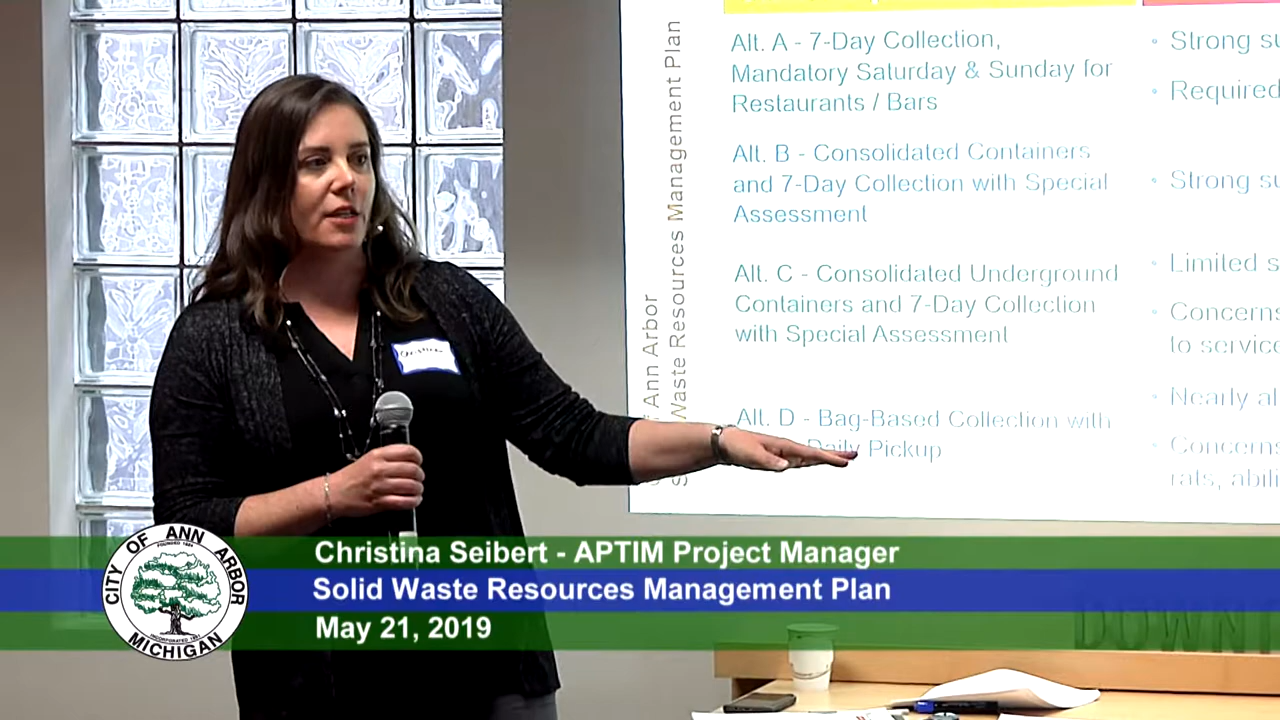 Alt. A - 7-Day Collection,
Mandatory Saturday & Sunday for
Restaurants / Bars
Alt. B - Consolidated Containers
and 7-Day Collection with Special
Assessment
Alt. C - Consolidated Underground
Containers and 7-Day Collection
with Special Assessment
Alt. D - Bag-Based Collection with
Daily Pickup
• Strong
• Required
• Strong
• Limited
• Concerns
to service
• Nearly
• Concerns
rats,
Ann Arbor
Waste Resources Management Plan
Christina
Christina Seibert - APTIM Project Manager
Solid Waste Resources Management Plan
May 21, 2019
CITY OF ANN ARBOR
MICHIGAN